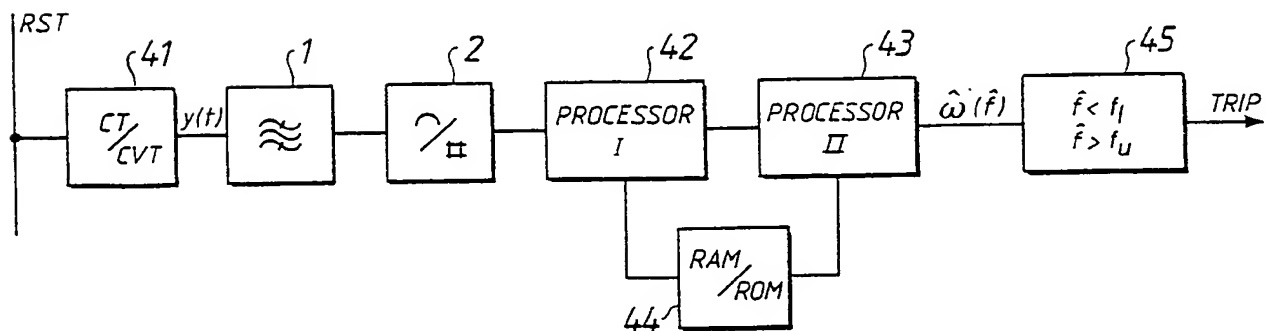 RST
41
1
2
42
43
45
CT/CVT
y(t)
PROCESSOR
I
PROCESSOR
II
ω̂(f̂)
f̂ < fl
f̂ > fu
TRIP
RAM/ROM
44